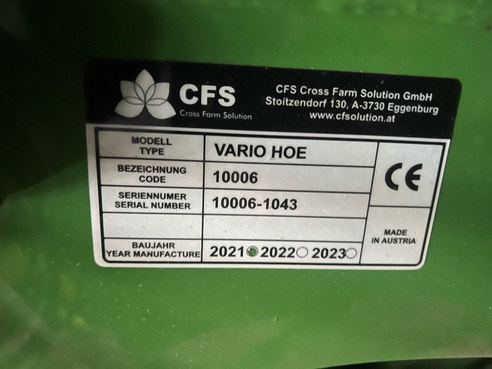 CFS
Cross Farm Solution
CFS Cross Farm Solution GmbH
Stoitzendorf 130, A-3730 Eggenburg
www.cfsolution.at
MODELL
TYPE
VARIO HOE
BEZEICHNUNG
CODE
10006
SERIENNUMER
SERIAL NUMBER
10006-1043
BAUJAHR
YEAR MANUFACTURE
2021 2022 2023
CE
MADE
IN AUSTRIA